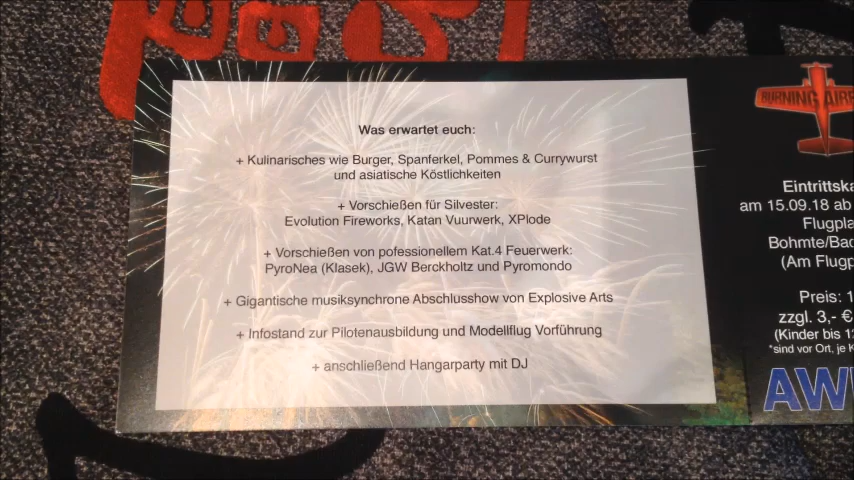 Was erwartet euch:
+ Kulinarisches wie Burger, Spanferkel, Pommes & Currywurst
und asiatische Köstlichkeiten
+ Vorschießen für Silvester:
Evolution Fireworks, Katan Vuurwerk, XPlode
+ Vorschießen von pofessionellem Kat.4 Feuerwerk:
PyroNea (Klasek), JGW Berckholtz und Pyromondo
+ Gigantische musiksynchrone Abschlusshow von Explosive Arts
+ Infostand zur Pilotenausbildung und Modellflug Vorführung
+ anschließend Hangarparty mit DJ
BURNING
Eintrittska
am 15.09.18 ab
Flugpla
Bohmte/Bad
(Am Flugp
Preis: 1
zzgl. 3,- €
(Kinder bis 1
*sind vor Ort, je K
AW